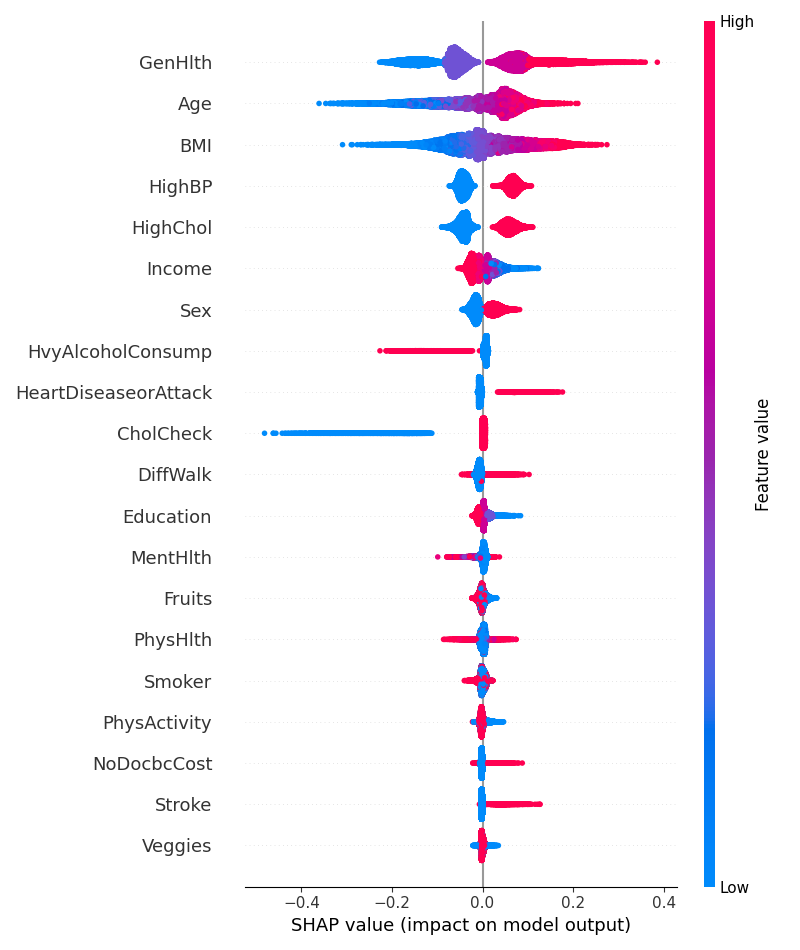 High
GenHlth
Age
BMI
HighBP
HighChol
Income
Sex
HvyAlcoholConsump
HeartDiseaseorAttack
CholCheck
DiffWalk
Education
MentHlth
Fruits
PhysHlth
Smoker
PhysActivity
NoDocbcCost
Stroke
Veggies
Feature value
Low
−0.4 −0.2 0.0 0.2 0.4
SHAP value (impact on model output)